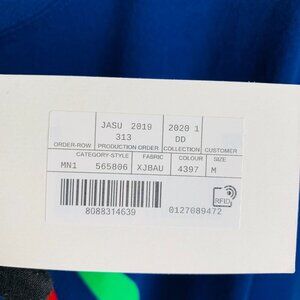 JASU 2019 2020 1
313 DD
ORDER-ROW PRODUCTION ORDER COLLECTION CUSTOMER
CATEGORY-STYLE FABRIC COLOUR SIZE
MN1 565806 XJBAU 4397 M
8088314639 0127089472
RFID